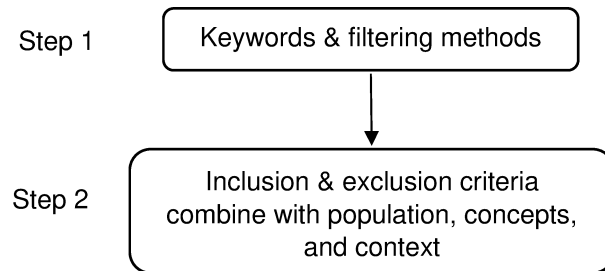 Step 1
Keywords & filtering methods
Step 2
Inclusion & exclusion criteria
combine with population, concepts,
and context